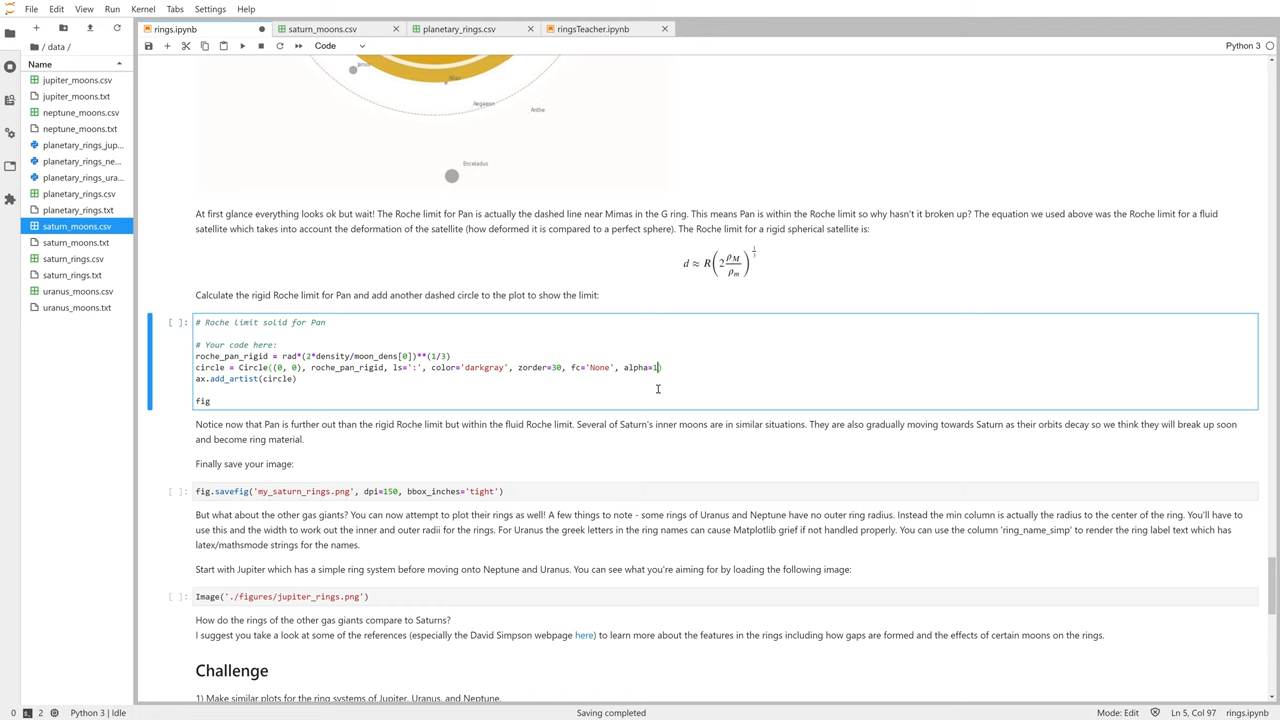 File Edit View Run Kernel Tabs Settings Help
rings.ipynb
saturn_moons.csv
planetary_rings.csv
ringsTeacher.ipynb
Code
Python 3
/ data /
Name
jupiter_moons.csv
jupiter_moons.txt
neptune_moons.csv
neptune_moons.txt
planetary_rings_jup...
planetary_rings_ne...
planetary_rings_ura...
planetary_rings.csv
planetary_rings.txt
saturn_moons.csv
saturn_moons.txt
saturn_rings.csv
saturn_rings.txt
uranus_moons.csv
uranus_moons.txt
Janus
Atlas
Aegaeon
Anthe
Enceladus
At first glance everything looks ok but wait! The Roche limit for Pan is actually the dashed line near Mimas in the G ring. This means Pan is within the Roche limit so why hasn't it broken up? The equation we used above was the Roche limit for a fluid
satellite which takes into account the deformation of the satellite (how deformed it is compared to a perfect sphere). The Roche limit for a rigid spherical satellite is:
d ≈ R(2 ρM/ρm)^1/3
Calculate the rigid Roche limit for Pan and add another dashed circle to the plot to show the limit:
[ ]:
# Roche limit solid for Pan
# Your code here:
roche_pan_rigid = rad*(2*density/moon_dens[0])**(1/3)
circle = Circle((0, 0), roche_pan_rigid, ls=':', color='darkgray', zorder=30, fc='None', alpha=1)
ax.add_artist(circle)
fig
Notice now that Pan is further out than the rigid Roche limit but within the fluid Roche limit. Several of Saturn's inner moons are in similar situations. They are also gradually moving towards Saturn as their orbits decay so we think they will break up soon
and become ring material.
Finally save your image:
[ ]: fig.savefig('my_saturn_rings.png', dpi=150, bbox_inches='tight')
But what about the other gas giants? You can now attempt to plot their rings as well! A few things to note - some rings of Uranus and Neptune have no outer ring radius. Instead the min column is actually the radius to the center of the ring. You'll have to
use this and the width to work out the inner and outer radii for the rings. For Uranus the greek letters in the ring names can cause Matplotlib grief if not handled properly. You can use the column 'ring_name_simp' to render the ring label text which has
latex/mathsmode strings for the names.
Start with Jupiter which has a simple ring system before moving onto Neptune and Uranus. You can see what you're aiming for by loading the following image:
[ ]: Image('./figures/jupiter_rings.png')
How do the rings of the other gas giants compare to Saturns?
I suggest you take a look at some of the references (especially the David Simpson webpage here) to learn more about the features in the rings including how gaps are formed and the effects of certain moons on the rings.
Challenge
1) Make similar plots for the ring systems of Jupiter, Uranus, and Neptune.
0 2 Python 3 | Idle
Saving completed
Mode: Edit
Ln 5, Col 97 rings.ipynb